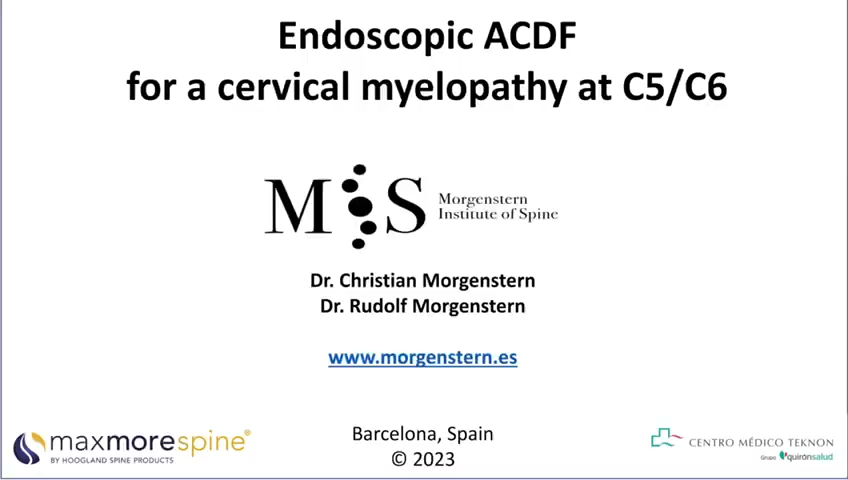 Endoscopic ACDF
for a cervical myelopathy at C5/C6
M S Morgenstern
Institute of Spine
Dr. Christian Morgenstern
Dr. Rudolf Morgenstern
www.morgenstern.es
maxmorespine®
BY HOOGLAND SPINE PRODUCTS
Barcelona, Spain
© 2023
CENTRO MÉDICO TEKNON
Grupo quirónsalud